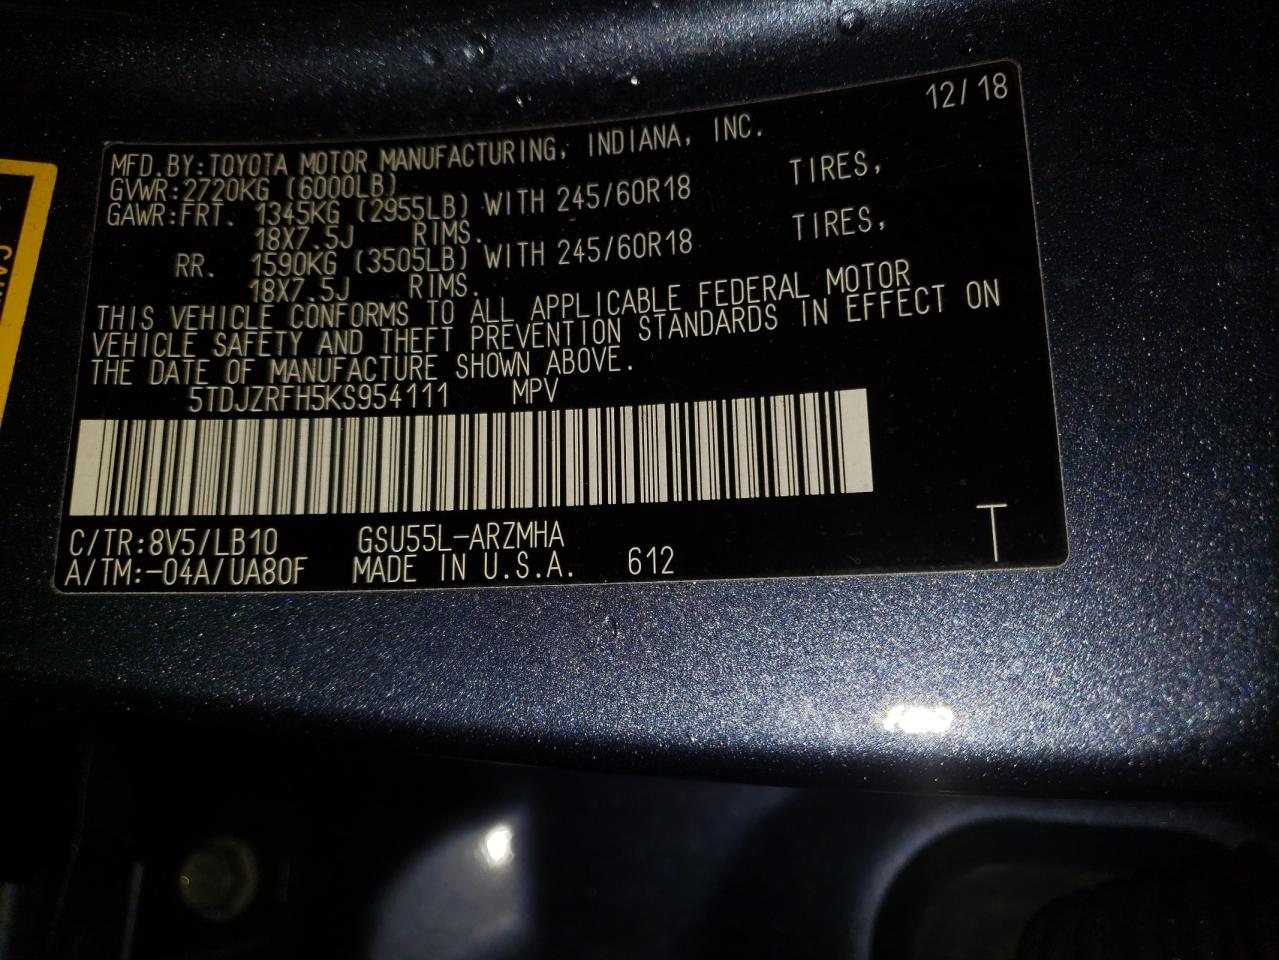 12/18
MFD.BY:TOYOTA MOTOR MANUFACTURING, INDIANA, INC.
GVWR:2720KG (6000LB)
GAWR:FRT. 1345KG (2955LB) WITH 245/60R18 TIRES,
18X7.5J RIMS.
RR. 1590KG (3505LB) WITH 245/60R18 TIRES,
18X7.5J RIMS.
THIS VEHICLE CONFORMS TO ALL APPLICABLE FEDERAL MOTOR
VEHICLE SAFETY AND THEFT PREVENTION STANDARDS IN EFFECT ON
THE DATE OF MANUFACTURE SHOWN ABOVE.
5TDJZRFH5KS954111 MPV
C/TR:8V5/LB10 GSU55L-ARZMHA
A/TM:-04A/UA80F MADE IN U.S.A. 612
T